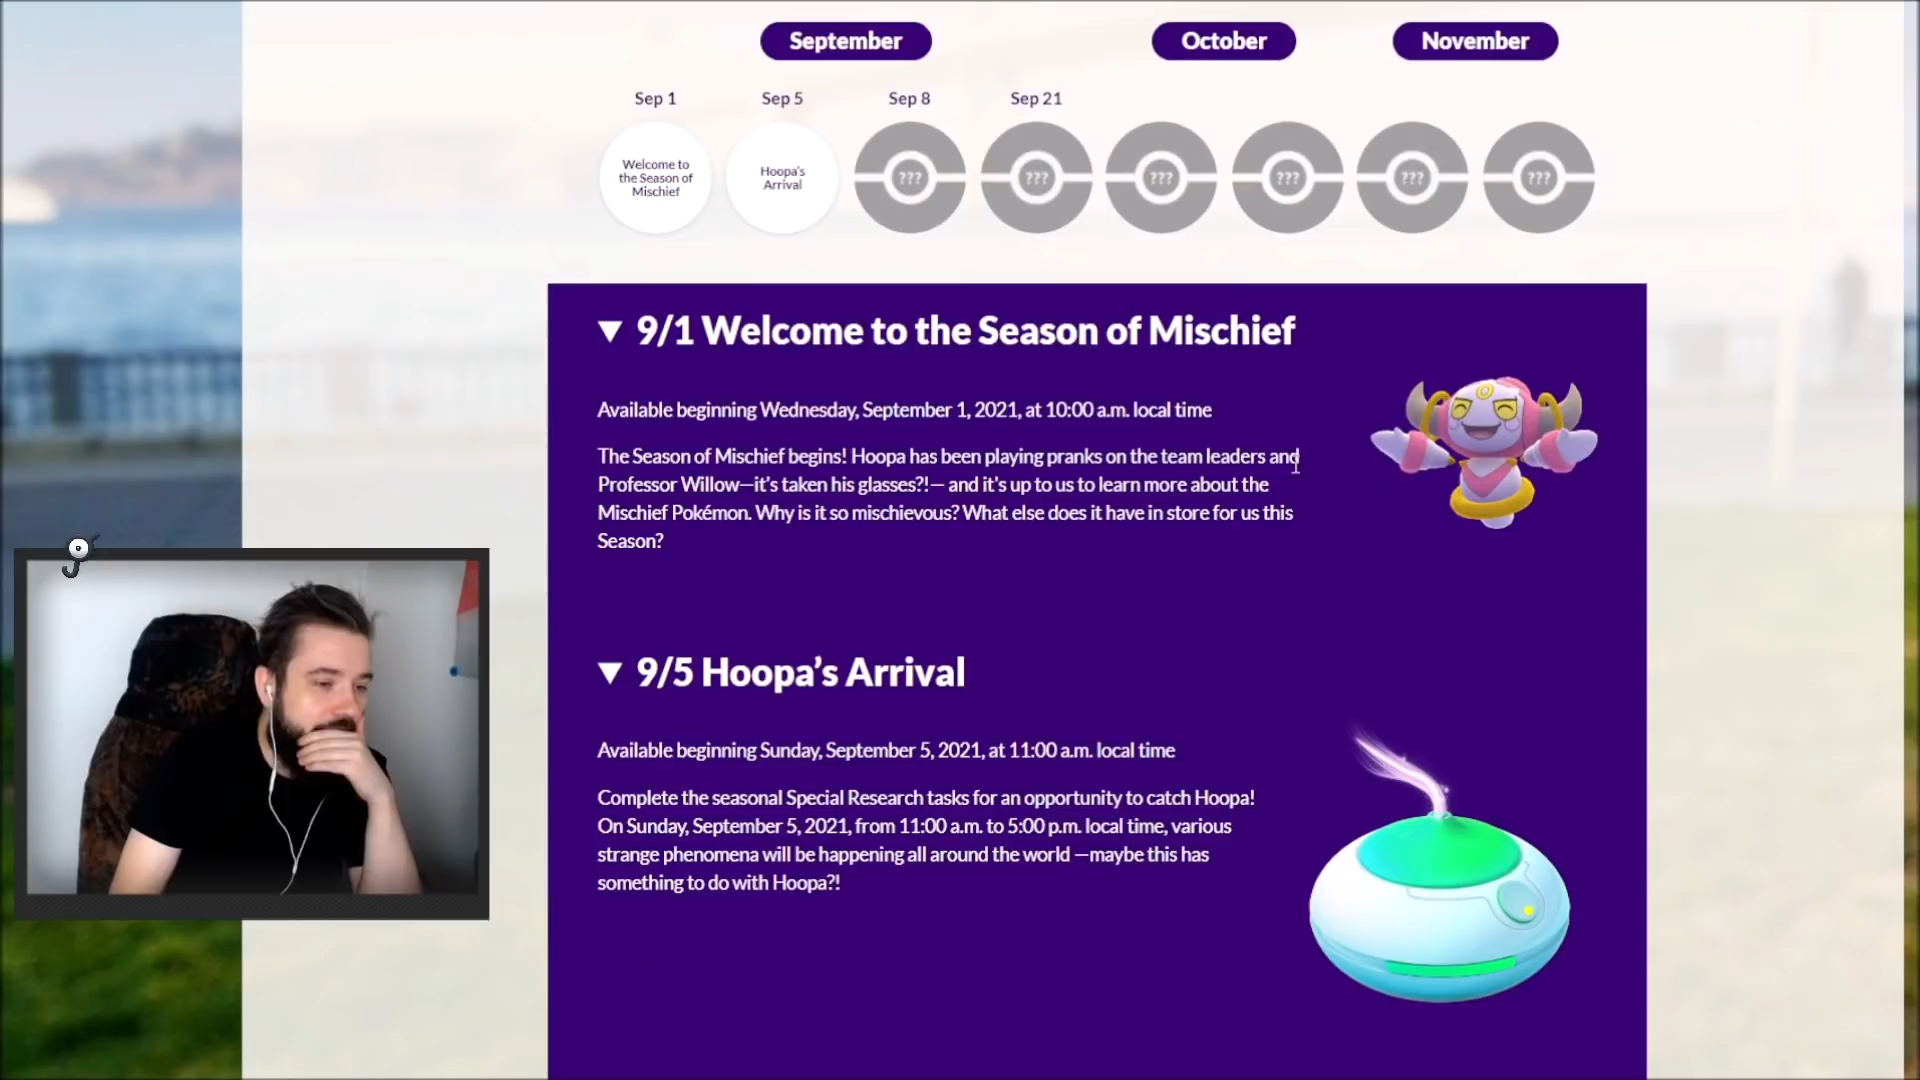 September
October
November
Sep 1
Sep 5
Sep 8
Sep 21
Welcome to
the Season of
Mischief
Hoopa's
Arrival
???
???
???
???
???
???
▼ 9/1 Welcome to the Season of Mischief
Available beginning Wednesday, September 1, 2021, at 10:00 a.m. local time
The Season of Mischief begins! Hoopa has been playing pranks on the team leaders and
Professor Willow—it's taken his glasses?!— and it's up to us to learn more about the
Mischief Pokémon. Why is it so mischievous? What else does it have in store for us this
Season?
▼ 9/5 Hoopa’s Arrival
Available beginning Sunday, September 5, 2021, at 11:00 a.m. local time
Complete the seasonal Special Research tasks for an opportunity to catch Hoopa!
On Sunday, September 5, 2021, from 11:00 a.m. to 5:00 p.m. local time, various
strange phenomena will be happening all around the world —maybe this has
something to do with Hoopa?!